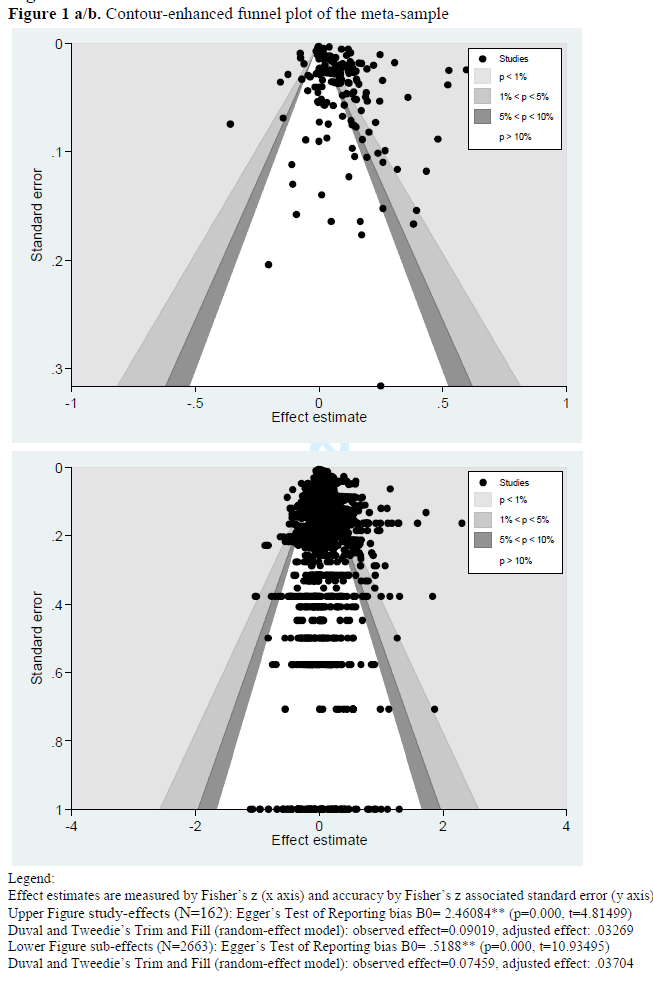 Figure 1 a/b. Contour-enhanced funnel plot of the meta-sample
0
.1
.2
.3
Standard error
-1
-.5
0
.5
1
Effect estimate
Studies
p < 1%
1% < p < 5%
5% < p < 10%
p > 10%
0
.2
.4
.6
.8
1
Standard error
-4
-2
0
2
4
Effect estimate
Studies
p < 1%
1% < p < 5%
5% < p < 10%
p > 10%
Legend:
Effect estimates are measured by Fisher's z (x axis) and accuracy by Fisher's z associated standard error (y axis)
Upper Figure study-effects (N=162): Egger's Test of Reporting bias B0= 2.46084** (p=0.000, t=4.81499)
Duval and Tweedie's Trim and Fill (random-effect model): observed effect=0.09019, adjusted effect: .03269
Lower Figure sub-effects (N=2663): Egger's Test of Reporting bias B0= .5188** (p=0.000, t=10.93495)
Duval and Tweedie's Trim and Fill (random-effect model): observed effect=0.07459, adjusted effect: .03704